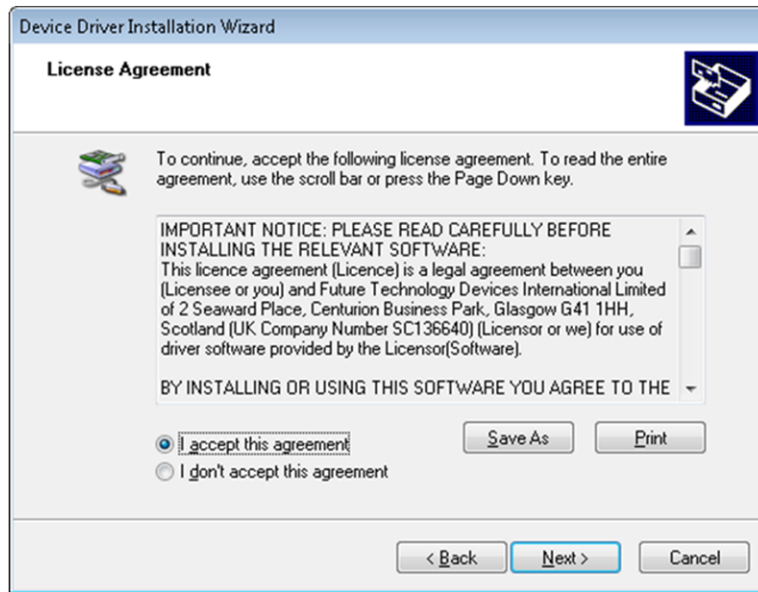 Device Driver Installation Wizard
License Agreement
To continue, accept the following license agreement. To read the entire
agreement, use the scroll bar or press the Page Down key.
IMPORTANT NOTICE: PLEASE READ CAREFULLY BEFORE
INSTALLING THE RELEVANT SOFTWARE:
This licence agreement (Licence) is a legal agreement between you
(Licensee or you) and Future Technology Devices International Limited
of 2 Seaward Place, Centurion Business Park, Glasgow G41 1HH,
Scotland (UK Company Number SC136640) (Licensor or we) for use of
driver software provided by the Licensor(Software).
BY INSTALLING OR USING THIS SOFTWARE YOU AGREE TO THE
I accept this agreement
Save As
Print
I don't accept this agreement
< Back
Next >
Cancel